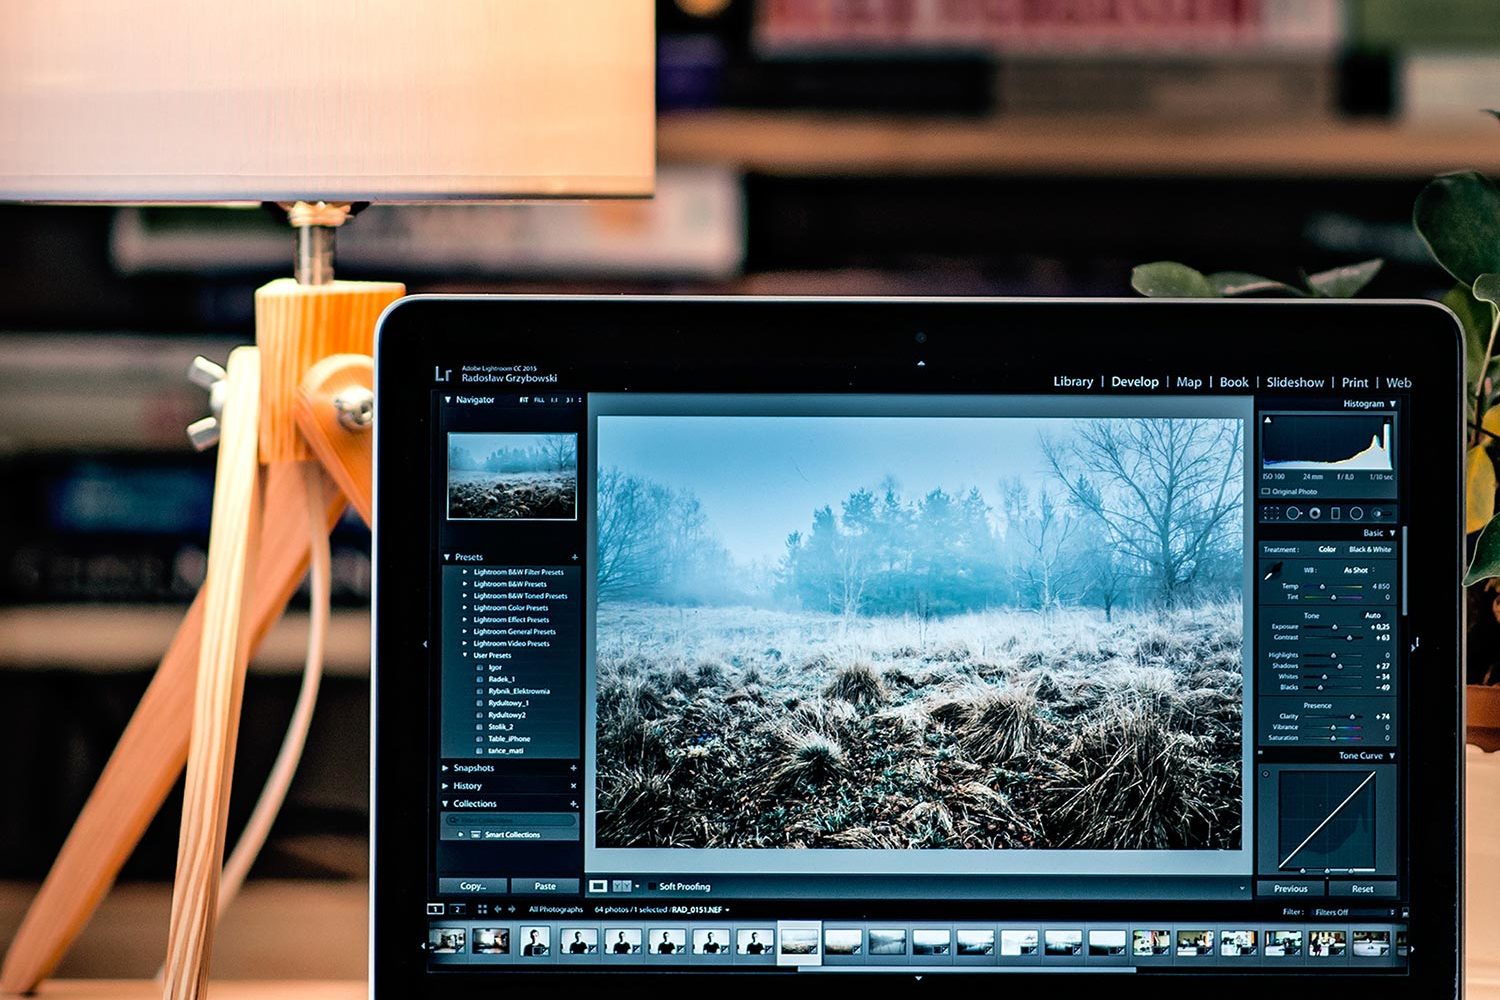 Lr
Adobe Lightroom CC 2015
Radosław Grzybowski
Library | Develop | Map | Book | Slideshow | Print | Web
Navigator FIT FILL 1:1 3:1
Presets +
Lightroom B&W Filter Presets
Lightroom B&W Presets
Lightroom B&W Toned Presets
Lightroom Color Presets
Lightroom Effect Presets
Lightroom General Presets
Lightroom Video Presets
User Presets
Igor
Radek_1
Rybnik_Elektrownia
Rydultowy_1
Rydultowy2
Stolik_2
Table_iPhone
tańce_mati
Snapshots +
History ×
Collections +
Filter Collections
Smart Collections
Copy... Paste
Soft Proofing
Histogram
ISO 100 24 mm f / 8,0 1/10 sec
Original Photo
Basic
Treatment : Color Black & White
WB : As Shot
Temp 4 850
Tint 0
Tone Auto
Exposure + 0,25
Contrast + 63
Highlights 0
Shadows + 27
Whites − 34
Blacks − 49
Presence
Clarity + 74
Vibrance 0
Saturation 0
Tone Curve
Previous Reset
1 2 All Photographs 64 photos / 1 selected / RAD_0151.NEF
Filter : Filters Off